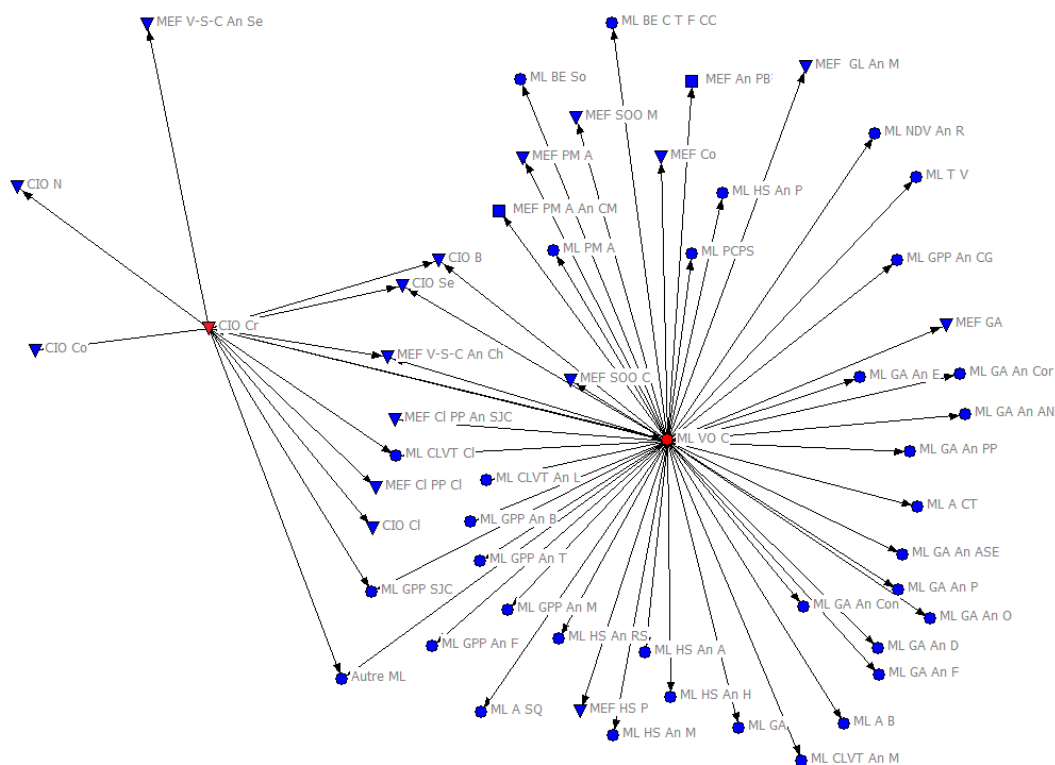 MEF V-S-C An Se
ML BE C T F CC
MEF GL An M
ML BE So
MEF An PB
MEF SOO M
ML NDV An R
MEF PM A
MEF Co
ML T V
CIO N
ML HS An P
MEF PM A An CM
ML PM A
ML PCPS
CIO B
ML GPP An CG
CIO Se
CIO Cr
MEF GA
CIO Co
MEF V-S-C An Ch
MEF SOO C
ML GA An E
ML GA An Cor
MEF Cl PP An SJC
ML GA An AN
ML VO C
ML CLVT Cl
ML GA An PP
ML CLVT An L
MEF Cl PP Cl
ML A CT
ML GPP An B
CIO Cl
ML GPP An T
ML GA An ASE
ML GPP SJC
ML GA An P
ML GPP An M
ML GA An Con
ML GA An O
ML HS An RS
ML GPP An F
ML HS An A
ML GA An D
Autre ML
ML GA An F
ML HS An H
ML A SQ
MEF HS P
ML A B
ML GA
ML HS An M
ML CLVT An M